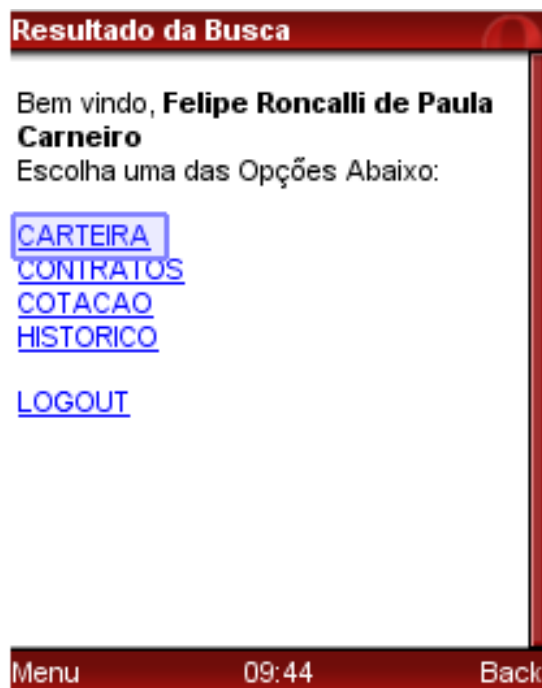 Resultado da Busca
Bem vindo, Felipe Roncalli de Paula
Carneiro
Escolha uma das Opções Abaixo:
CARTEIRA
CONTRATOS
COTACAO
HISTORICO
LOGOUT
Menu 09:44 Back